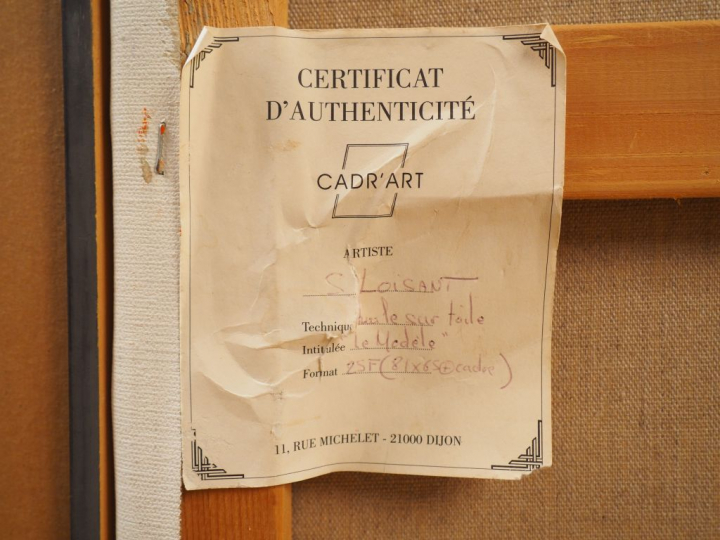 CERTIFICAT
D'AUTHENTICITÉ
CADR'ART
ARTISTE
S LOISANT
Technique huile sur toile
Intitulée "Le Modèle"
Format 25F (81x65 + cadre)
11, RUE MICHELET - 21000 DIJON